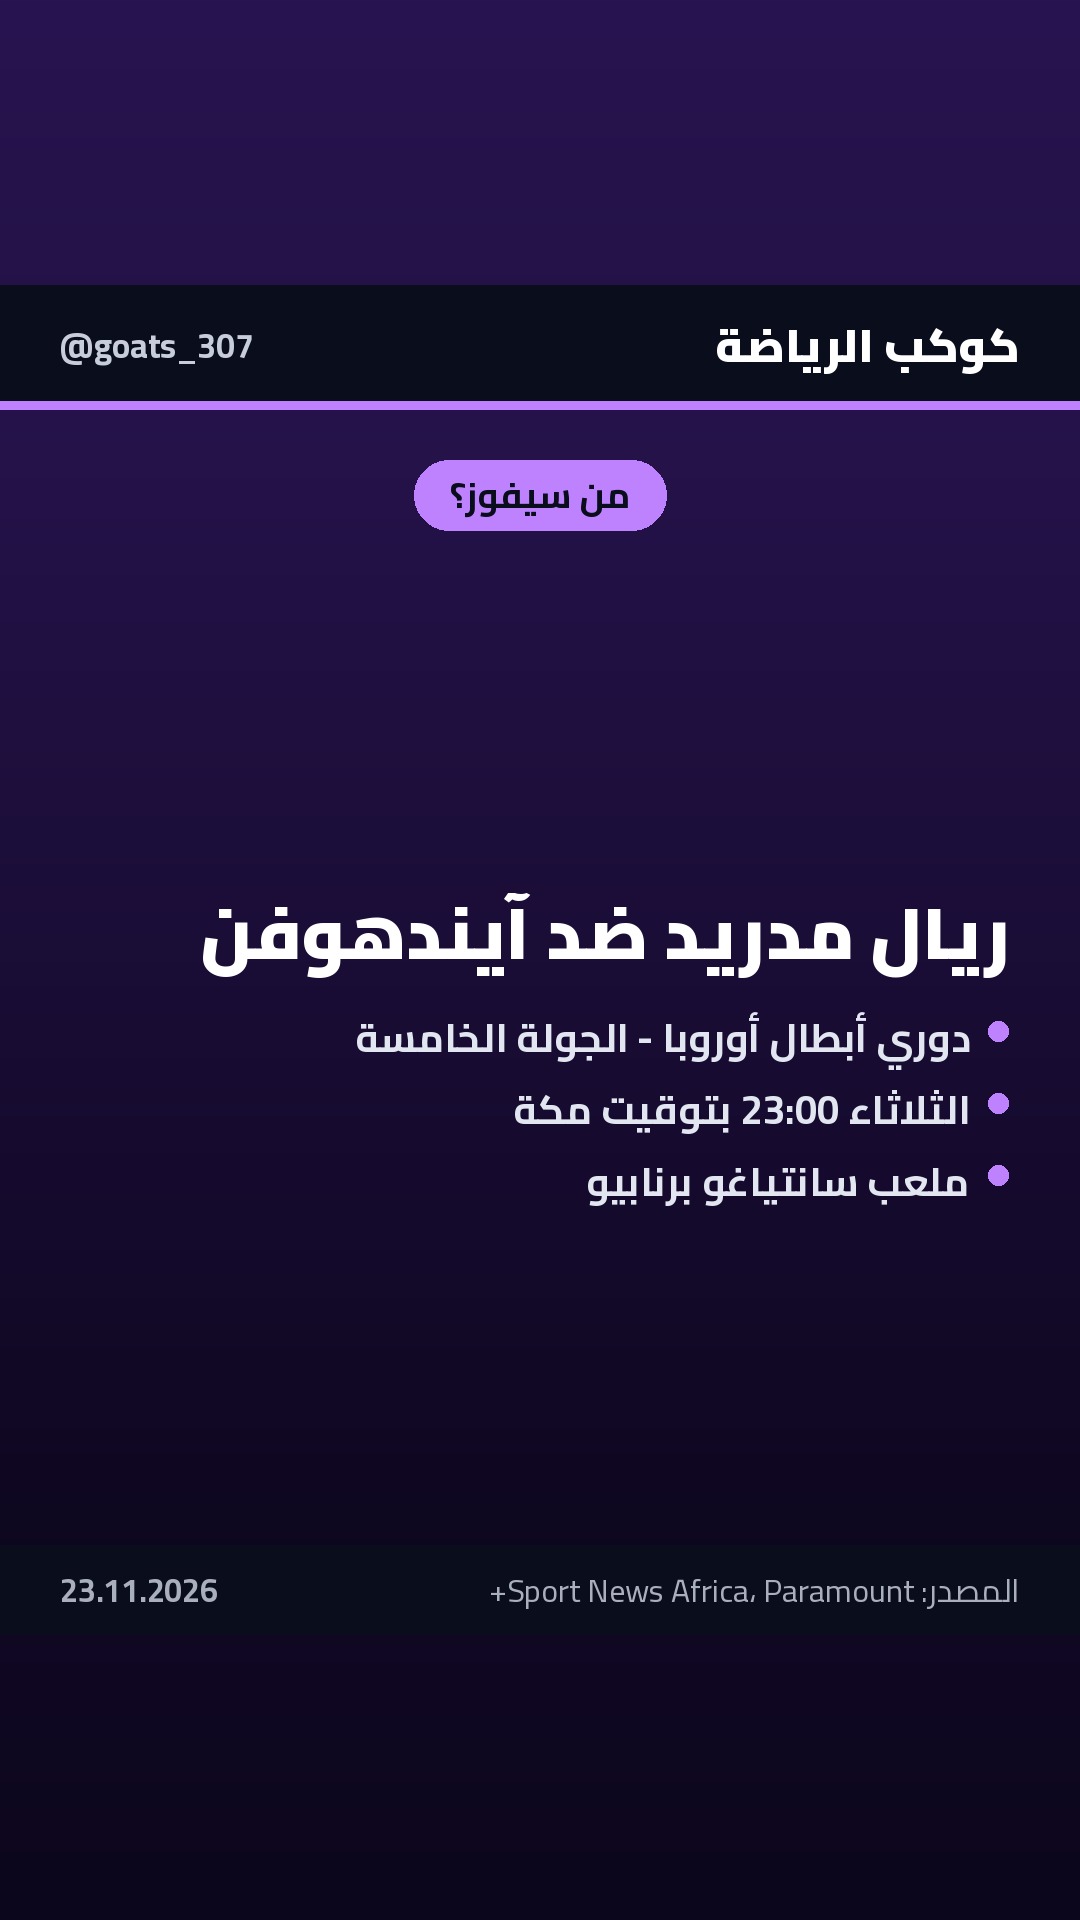 كوكب الرياضة
@goats_307
من سيفوز؟
ريال مدريد ضد آيندهوفن
دوري أبطال أوروبا - الجولة الخامسة
الثلاثاء 23:00 بتوقيت مكة
ملعب سانتياغو برنابيو
المصدر: Sport News Africa، Paramount+
23.11.2026